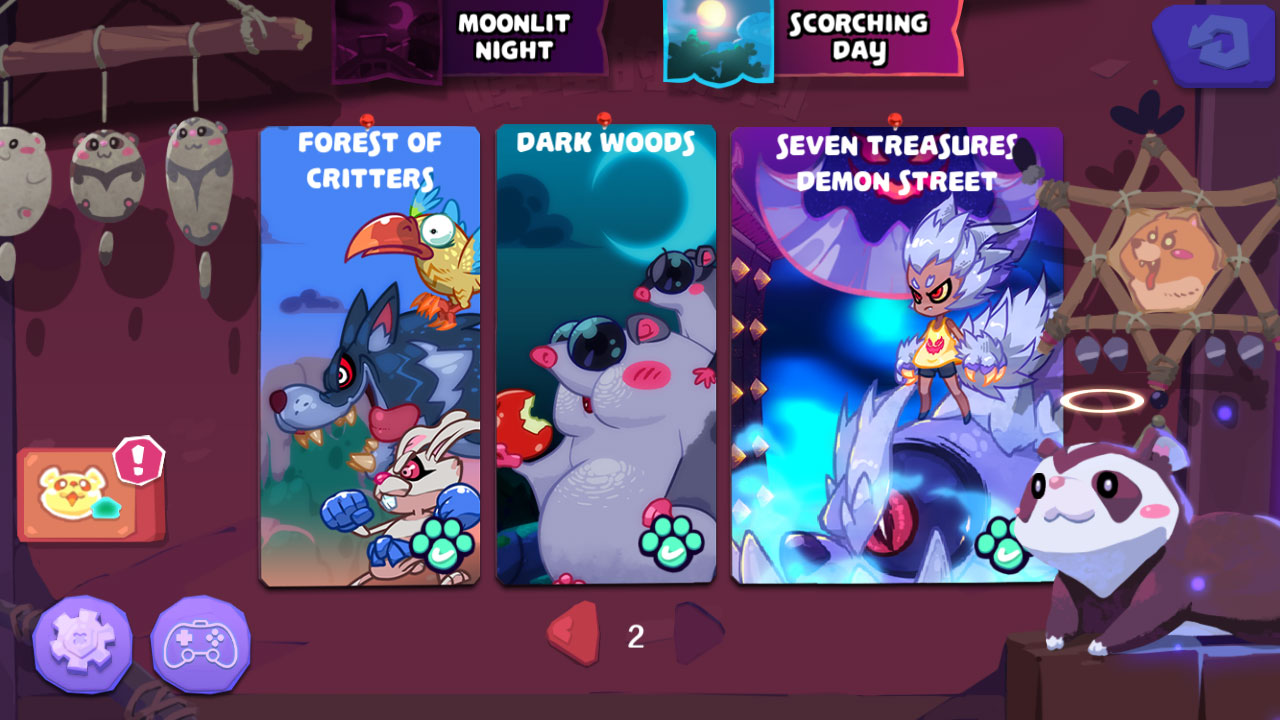 MOONLIT
NIGHT
SCORCHING
DAY
FOREST OF
CRITTERS
DARK WOODS
SEVEN TREASURES
DEMON STREET
!
2